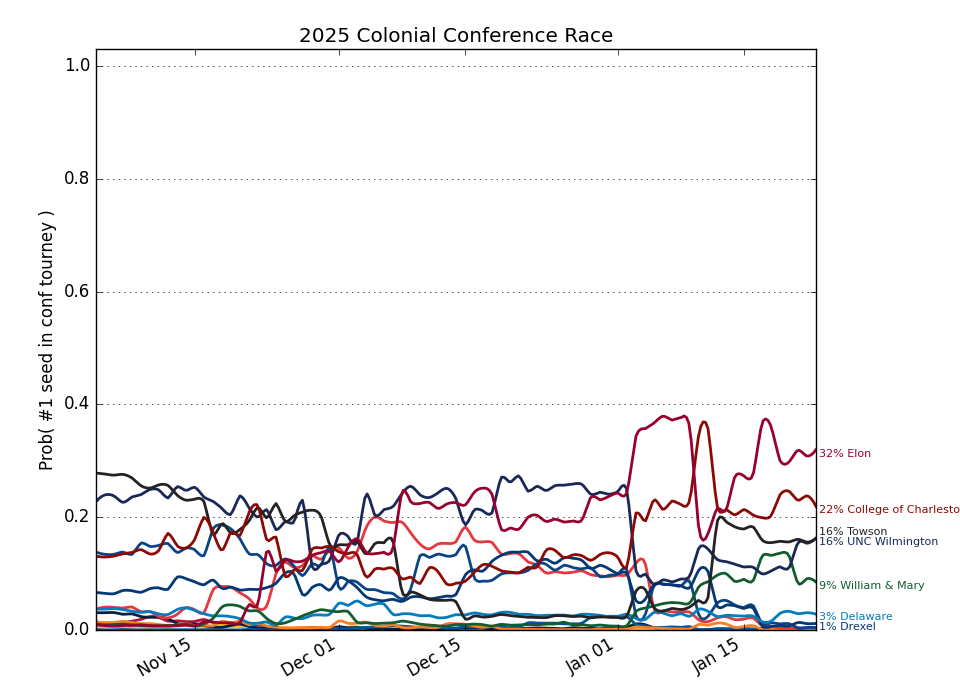 2025 Colonial Conference Race
Prob( #1 seed in conf tourney )
1.0
0.8
0.6
0.4
0.2
0.0
Nov 15
Dec 01
Dec 15
Jan 01
Jan 15
32% Elon
22% College of Charlesto
16% Towson
16% UNC Wilmington
9% William & Mary
3% Delaware
1% Drexel